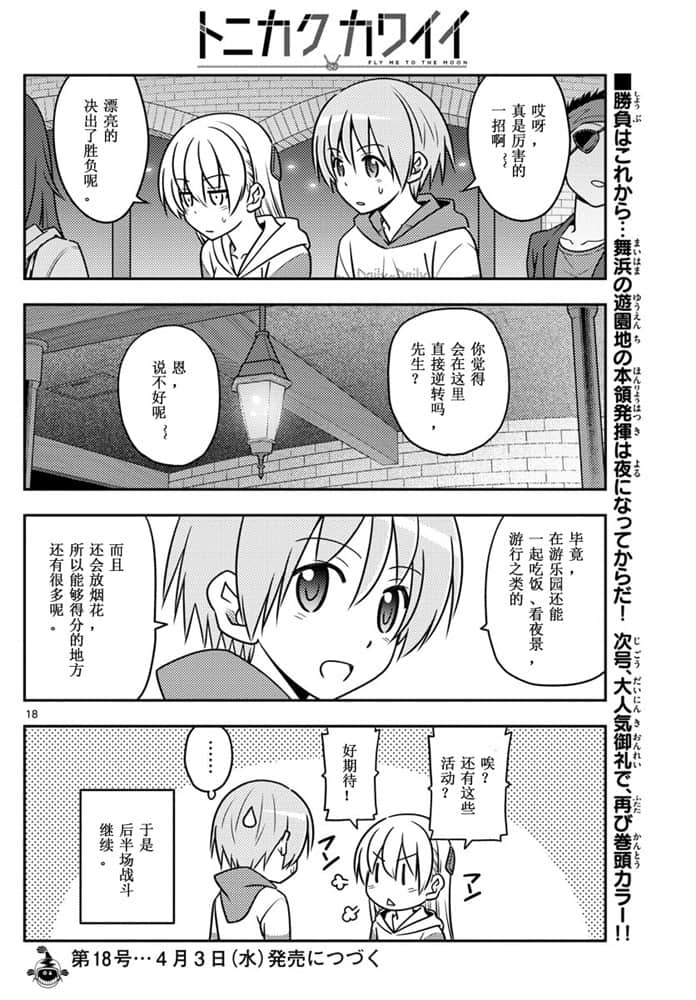 トニカクカワイイ
FLY ME TO THE MOON
哎呀，
真是厉害的
一招啊~
漂亮的
决出了胜负呢。
你觉得
会在这里
直接逆转吗，
先生？
恩，
说不好呢~
毕竟，
在游乐园还能
一起吃饭、看夜景，
游行之类的
而且
还会放烟花，
所以能够得分的地方
还有很多呢。
18
唉？
还有这些
活动？
好期待！
……
フンッ
フンッ
于是
后半场战斗
继续。
■勝負はこれから…舞浜の遊園地の本領発揮は夜になってからだ！ 次号、大人気御礼で、再び巻頭カラー！！
第18号…4月3日(水)発売につづく